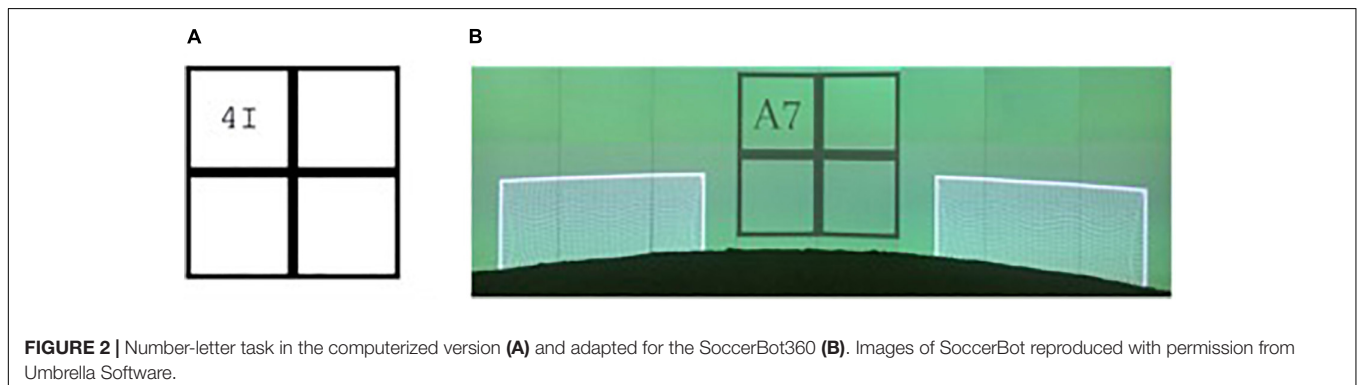 A
B
4I
A7
FIGURE 2 | Number-letter task in the computerized version (A) and adapted for the SoccerBot360 (B). Images of SoccerBot reproduced with permission from
Umbrella Software.